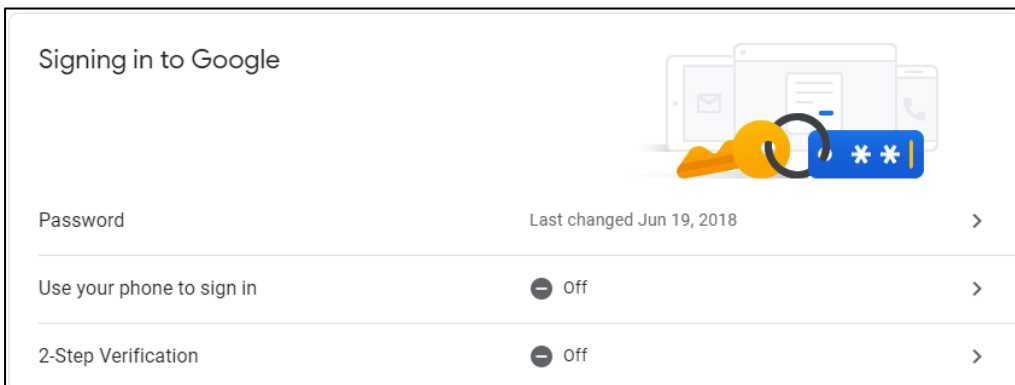 Signing in to Google
**
Password Last changed Jun 19, 2018
Use your phone to sign in Off
2-Step Verification Off